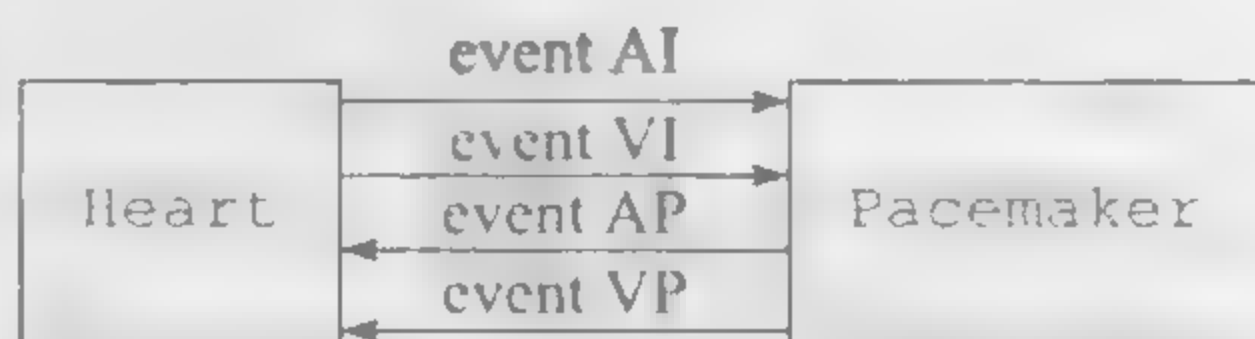 event AI
event VI
Heart
event AP
Pacemaker
event VP